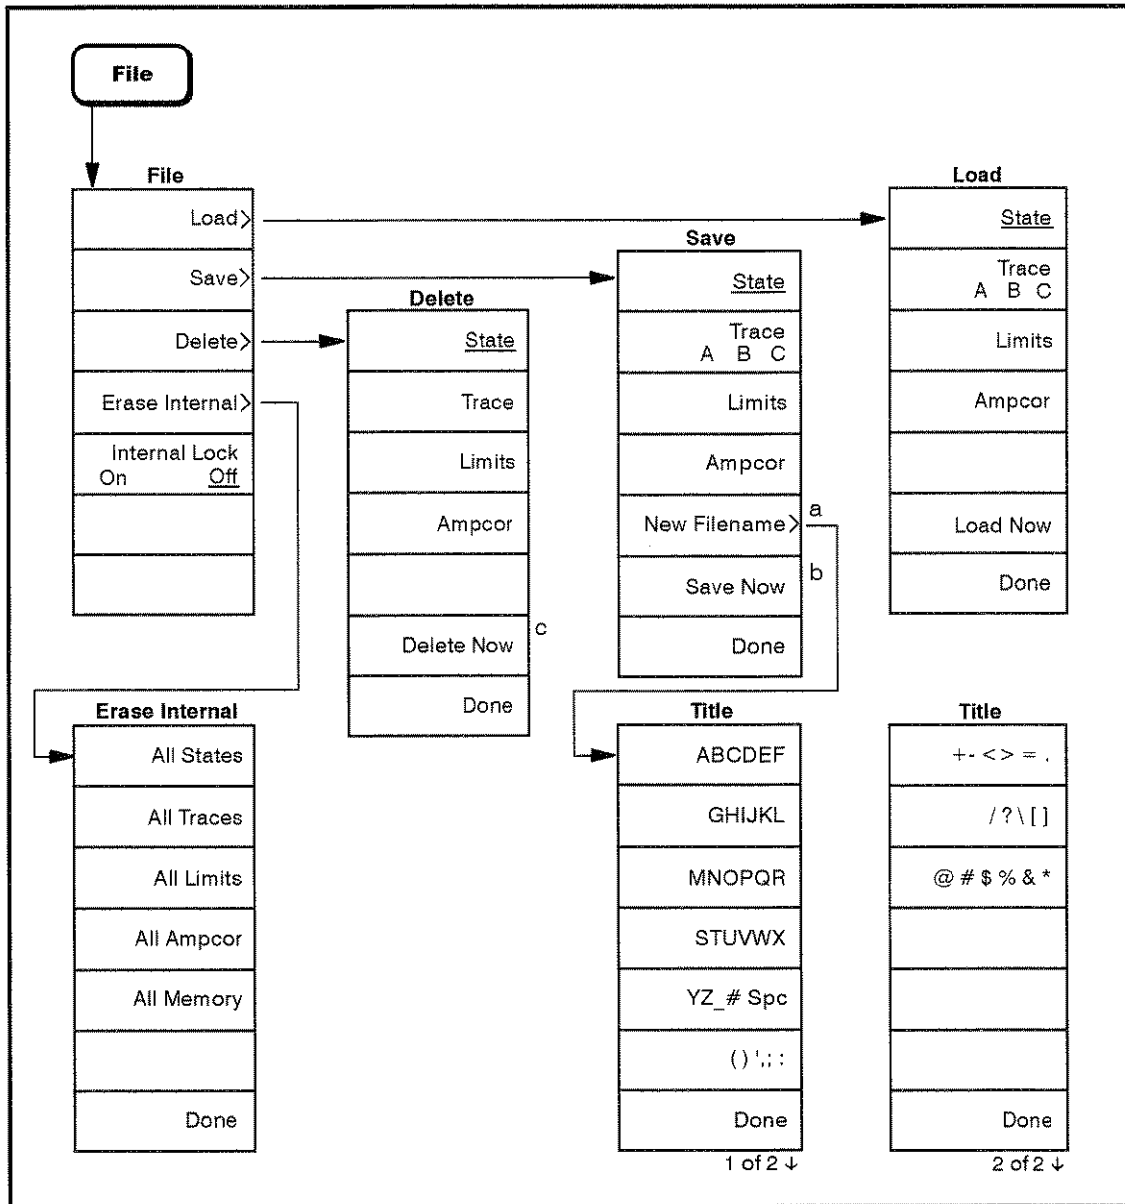 File
File
Load>
Save>
Delete>
Erase Internal>
Internal Lock
On Off
Delete
State
Trace
Limits
Ampcor
Delete Now
c
Done
Save
State
Trace
A B C
Limits
Ampcor
New Filename>
a
Save Now
b
Done
Load
State
Trace
A B C
Limits
Ampcor
Load Now
Done
Erase Internal
All States
All Traces
All Limits
All Ampcor
All Memory
Done
Title
ABCDEF
GHIJKL
MNOPQR
STUVWX
YZ_# Spc
( ) ',; :
Done
1 of 2 ↓
Title
+- < > = .
/ ? \ [ ]
@ # $ % & *
Done
2 of 2 ↓